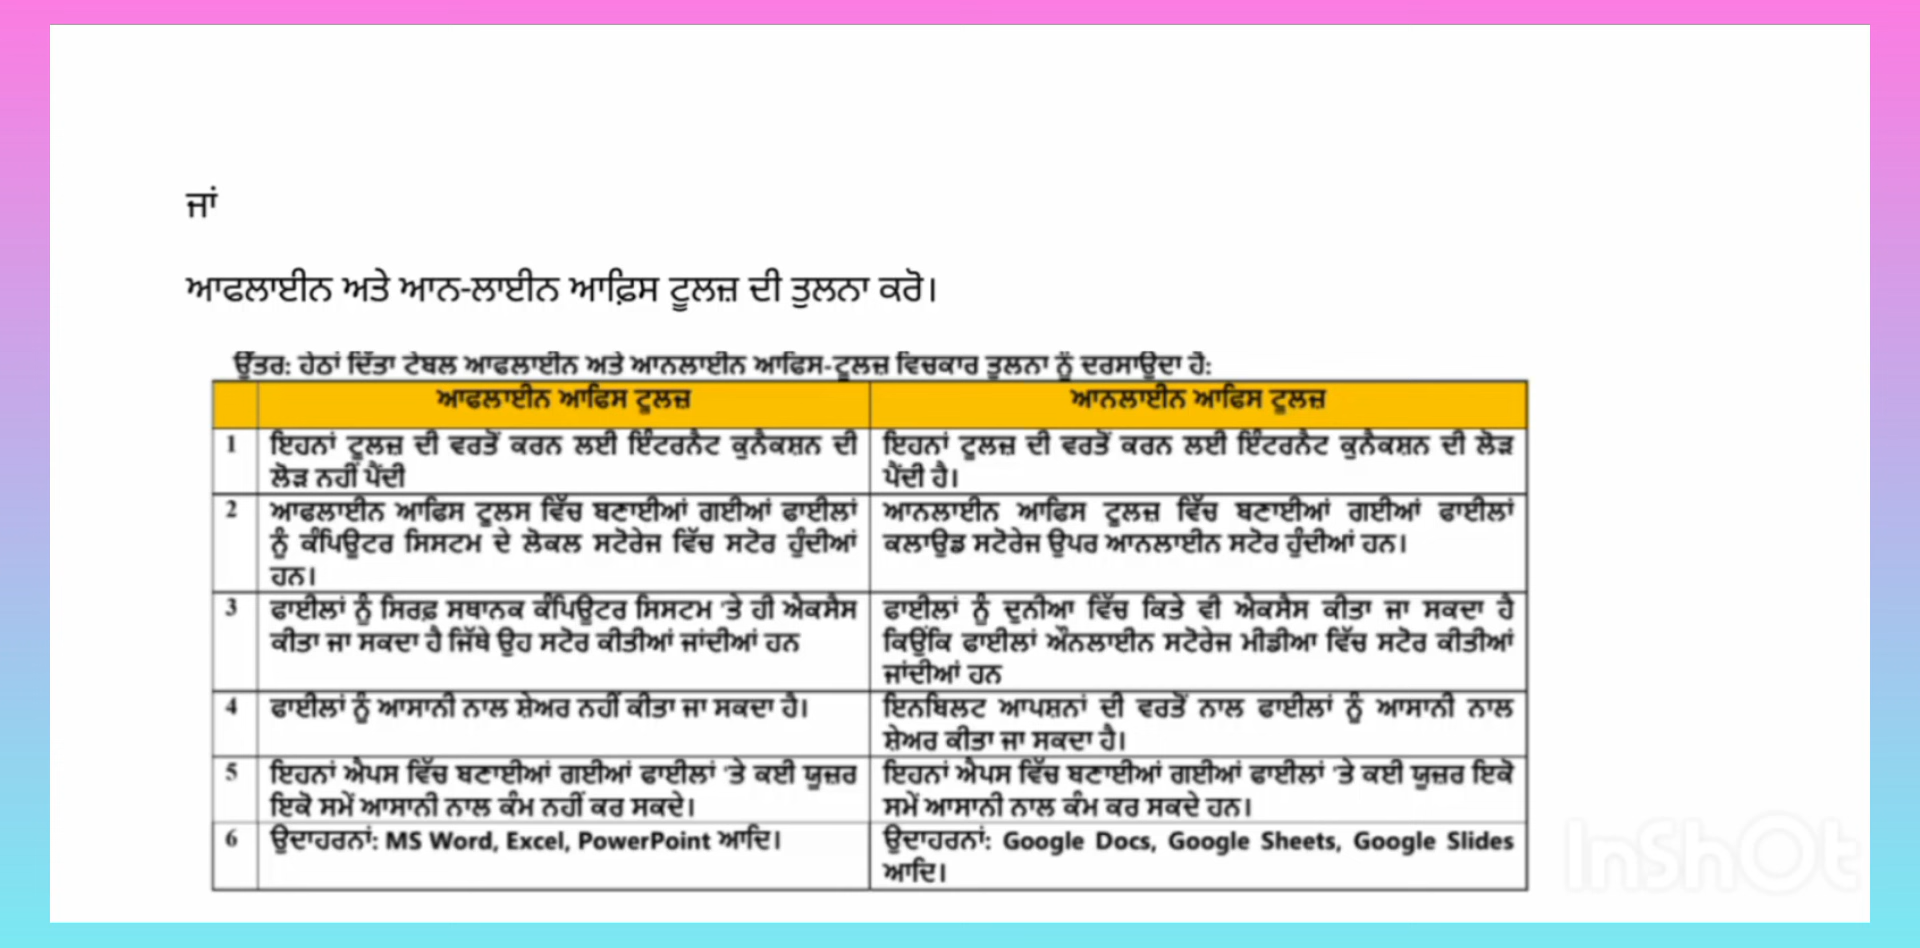 ਜਾਂ
ਆਫਲਾਈਨ ਅਤੇ ਆਨ-ਲਾਈਨ ਆਫ਼ਿਸ ਟੂਲਜ਼ ਦੀ ਤੁਲਨਾ ਕਰੋ।
ਉੱਤਰ: ਹੇਠਾਂ ਦਿੱਤਾ ਟੇਬਲ ਆਫਲਾਈਨ ਅਤੇ ਆਨਲਾਈਨ ਆਫਿਸ-ਟੂਲਜ਼ ਵਿਚਕਾਰ ਤੁਲਨਾ ਨੂੰ ਦਰਸਾਉਂਦਾ ਹੈ:
ਆਫਲਾਈਨ ਆਫਿਸ ਟੂਲਜ਼
ਆਨਲਾਈਨ ਆਫਿਸ ਟੂਲਜ਼
1
ਇਹਨਾਂ ਟੂਲਜ਼ ਦੀ ਵਰਤੋਂ ਕਰਨ ਲਈ ਇੰਟਰਨੈਟ ਕੁਨੈਕਸ਼ਨ ਦੀ
ਲੋੜ ਨਹੀਂ ਪੈਂਦੀ
ਇਹਨਾਂ ਟੂਲਜ਼ ਦੀ ਵਰਤੋਂ ਕਰਨ ਲਈ ਇੰਟਰਨੈਟ ਕੁਨੈਕਸ਼ਨ ਦੀ ਲੋੜ
ਪੈਂਦੀ ਹੈ।
2
ਆਫਲਾਈਨ ਆਫਿਸ ਟੂਲਸ ਵਿੱਚ ਬਣਾਈਆਂ ਗਈਆਂ ਫਾਈਲਾਂ
ਨੂੰ ਕੰਪਿਊਟਰ ਸਿਸਟਮ ਦੇ ਲੋਕਲ ਸਟੋਰੇਜ ਵਿੱਚ ਸਟੋਰ ਹੁੰਦੀਆਂ
ਹਨ।
ਆਨਲਾਈਨ ਆਫਿਸ ਟੂਲਜ਼ ਵਿੱਚ ਬਣਾਈਆਂ ਗਈਆਂ ਫਾਈਲਾਂ
ਕਲਾਉਡ ਸਟੋਰੇਜ ਉਪਰ ਆਨਲਾਈਨ ਸਟੋਰ ਹੁੰਦੀਆਂ ਹਨ।
3
ਫਾਈਲਾਂ ਨੂੰ ਸਿਰਫ਼ ਸਥਾਨਕ ਕੰਪਿਊਟਰ ਸਿਸਟਮ 'ਤੇ ਹੀ ਐਕਸੈਸ
ਕੀਤਾ ਜਾ ਸਕਦਾ ਹੈ ਜਿੱਥੇ ਉਹ ਸਟੋਰ ਕੀਤੀਆਂ ਜਾਂਦੀਆਂ ਹਨ
ਫਾਈਲਾਂ ਨੂੰ ਦੁਨੀਆ ਵਿੱਚ ਕਿਤੇ ਵੀ ਐਕਸੈਸ ਕੀਤਾ ਜਾ ਸਕਦਾ ਹੈ
ਕਿਉਂਕਿ ਫਾਈਲਾਂ ਔਨਲਾਈਨ ਸਟੋਰੇਜ ਮੀਡੀਆ ਵਿੱਚ ਸਟੋਰ ਕੀਤੀਆਂ
ਜਾਂਦੀਆਂ ਹਨ
4
ਫਾਈਲਾਂ ਨੂੰ ਆਸਾਨੀ ਨਾਲ ਸ਼ੇਅਰ ਨਹੀਂ ਕੀਤਾ ਜਾ ਸਕਦਾ ਹੈ।
ਇਨਬਿਲਟ ਆਪਸ਼ਨਾਂ ਦੀ ਵਰਤੋਂ ਨਾਲ ਫਾਈਲਾਂ ਨੂੰ ਆਸਾਨੀ ਨਾਲ
ਸ਼ੇਅਰ ਕੀਤਾ ਜਾ ਸਕਦਾ ਹੈ।
5
ਇਹਨਾਂ ਐਪਸ ਵਿੱਚ ਬਣਾਈਆਂ ਗਈਆਂ ਫਾਈਲਾਂ 'ਤੇ ਕਈ ਯੂਜ਼ਰ
ਇਕੋ ਸਮੇਂ ਆਸਾਨੀ ਨਾਲ ਕੰਮ ਨਹੀਂ ਕਰ ਸਕਦੇ।
ਇਹਨਾਂ ਐਪਸ ਵਿੱਚ ਬਣਾਈਆਂ ਗਈਆਂ ਫਾਈਲਾਂ 'ਤੇ ਕਈ ਯੂਜ਼ਰ ਇਕੋ
ਸਮੇਂ ਆਸਾਨੀ ਨਾਲ ਕੰਮ ਕਰ ਸਕਦੇ ਹਨ।
6
ਉਦਾਹਰਨਾਂ: MS Word, Excel, PowerPoint ਆਦਿ।
ਉਦਾਹਰਨਾਂ: Google Docs, Google Sheets, Google Slides
ਆਦਿ।
InShOt